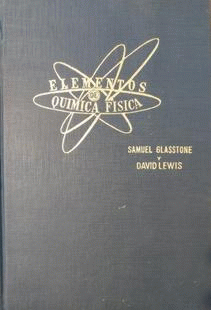 ELEMENTOS
DE
QUIMICA FISICA
SAMUEL GLASSTONE
Y
DAVID LEWIS